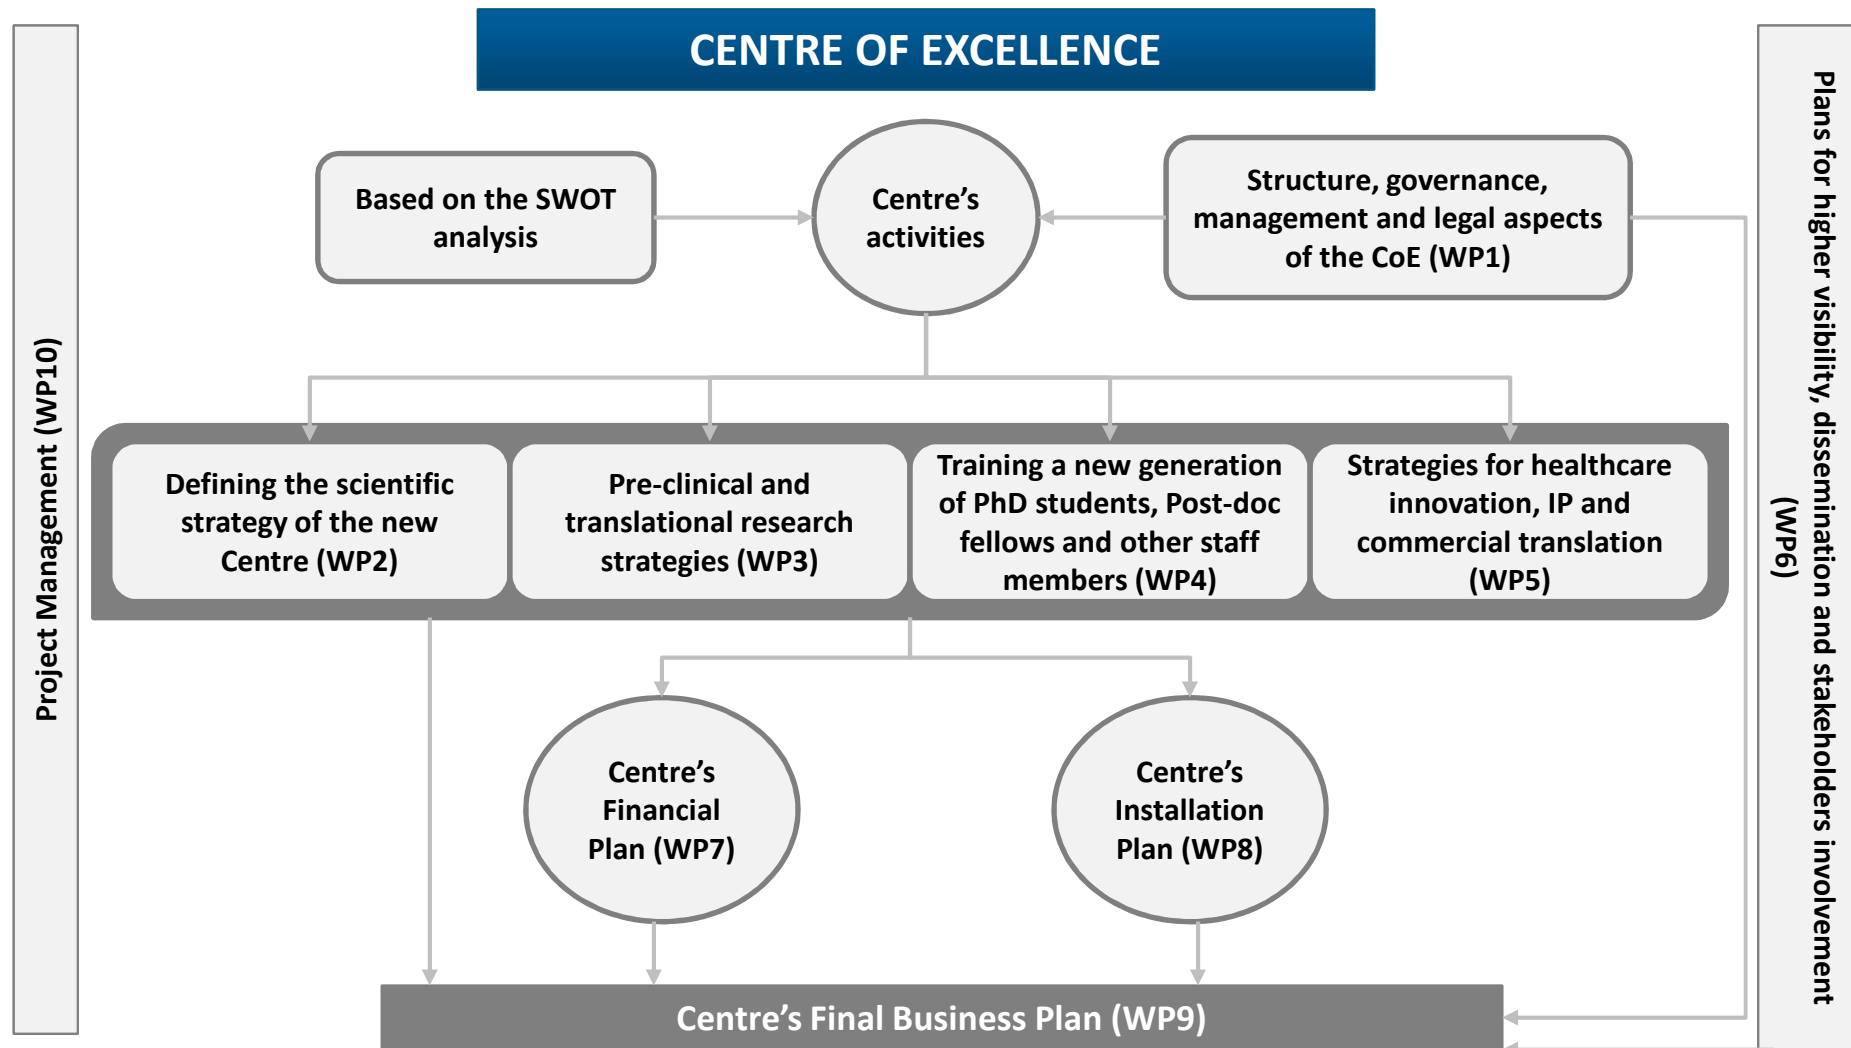 CENTRE OF EXCELLENCE
Based on the SWOT
analysis
Centre’s
activities
Structure, governance,
management and legal aspects
of the CoE (WP1)
Project Management (WP10)
Plans for higher visibility, dissemination and stakeholders involvement
(WP6)
Defining the scientific
strategy of the new
Centre (WP2)
Pre-clinical and
translational research
strategies (WP3)
Training a new generation
of PhD students, Post-doc
fellows and other staff
members (WP4)
Strategies for healthcare
innovation, IP and
commercial translation
(WP5)
Centre’s
Financial
Plan (WP7)
Centre’s
Installation
Plan (WP8)
Centre’s Final Business Plan (WP9)